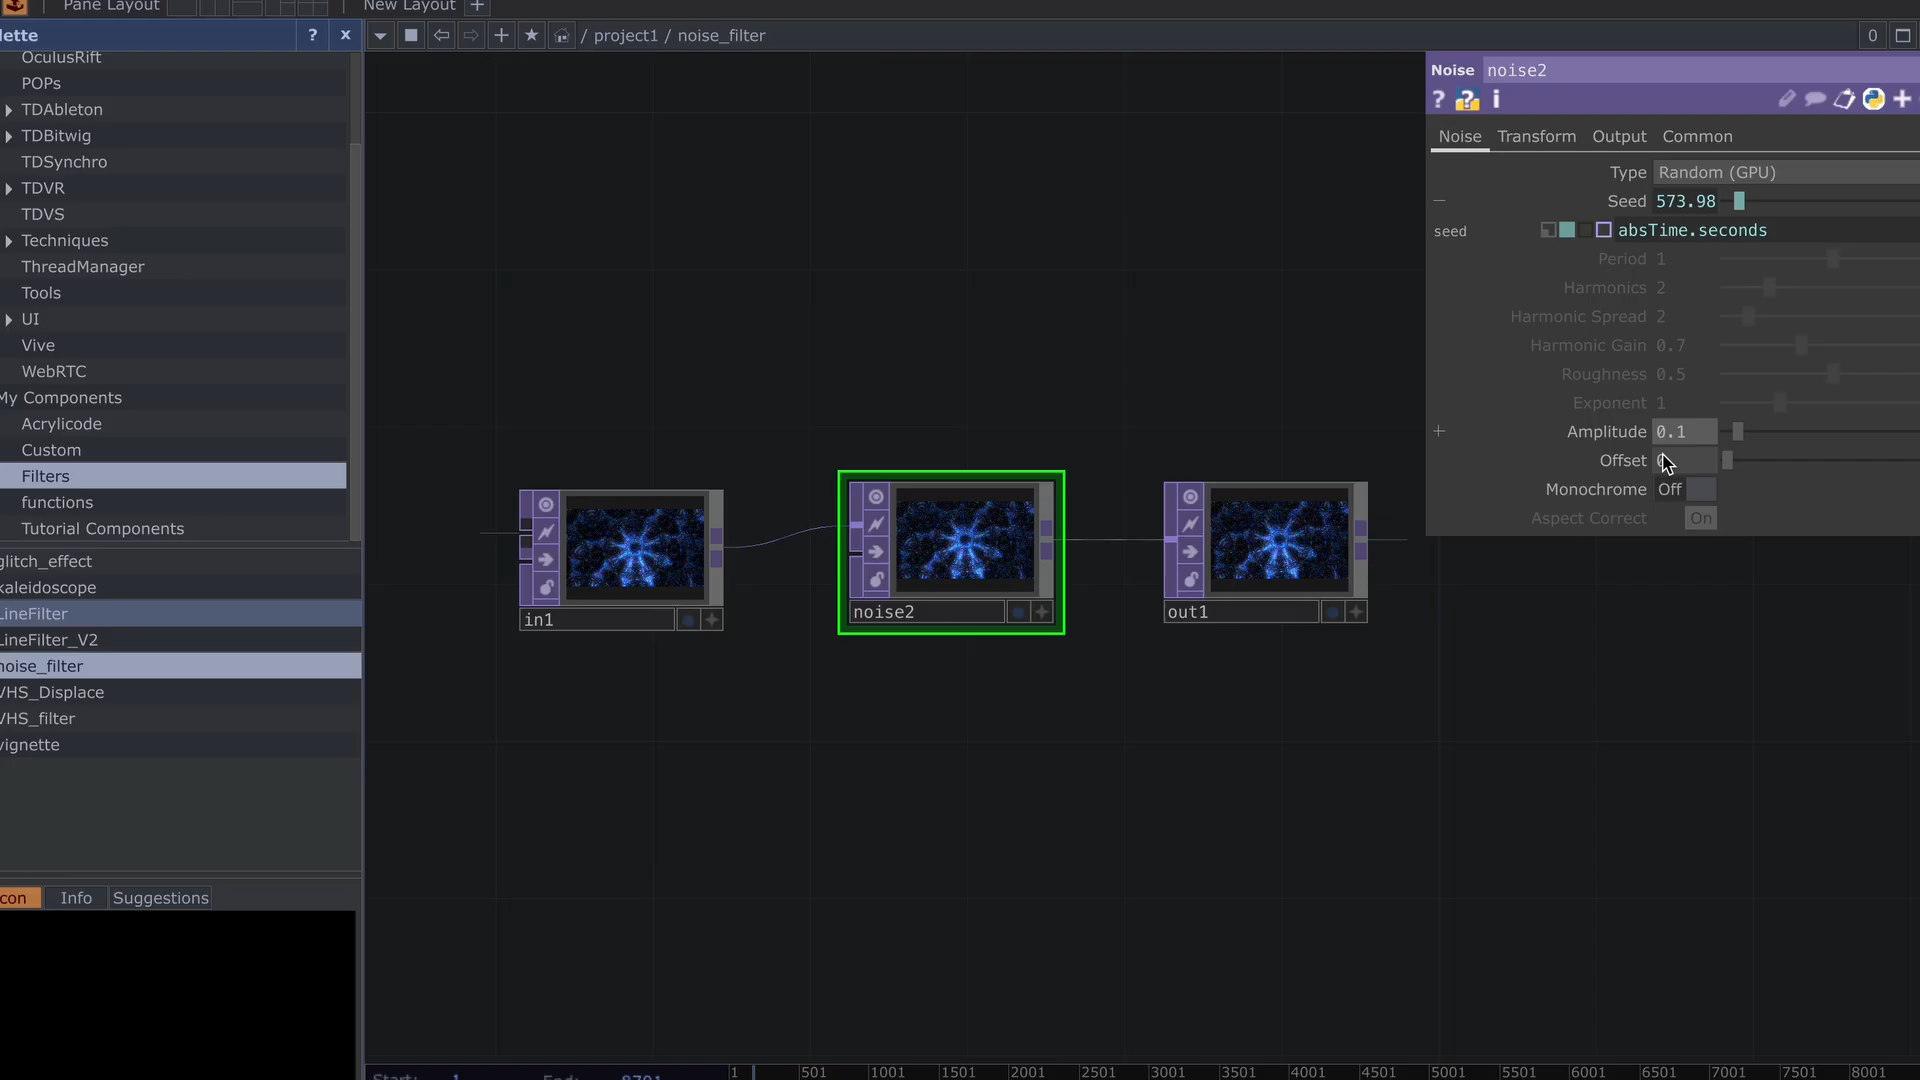 Pane Layout
New Layout +
lette ? x
/ project1 / noise_filter
0
OculusRift
POPs
TDAbleton
TDBitwig
TDSynchro
TDVR
TDVS
Techniques
ThreadManager
Tools
UI
Vive
WebRTC
My Components
Acrylicode
Custom
Filters
functions
Tutorial Components
glitch_effect
kaleidoscope
LineFilter
LineFilter_V2
noise_filter
VHS_Displace
VHS_filter
vignette
con Info Suggestions
in1
noise2
out1
Noise noise2
? ? i
Noise Transform Output Common
Type Random (GPU)
Seed 573.98
seed absTime.seconds
Period 1
Harmonics 2
Harmonic Spread 2
Harmonic Gain 0.7
Roughness 0.5
Exponent 1
+ Amplitude 0.1
Offset
Monochrome Off
Aspect Correct On
Start: 1 End: 8701
1 501 1001 1501 2001 2501 3001 3501 4001 4501 5001 5501 6001 6501 7001 7501 8001